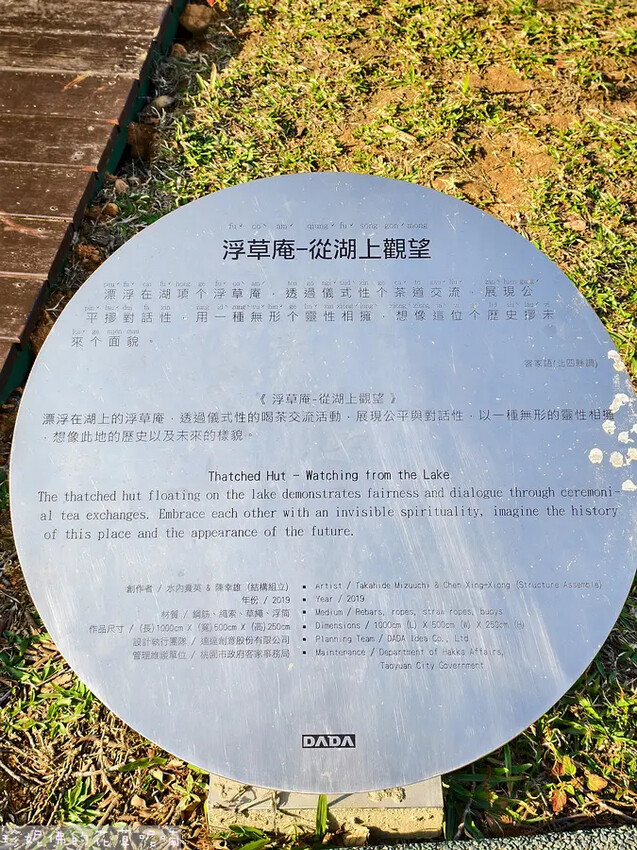 浮草庵-從湖上觀望
漂浮在湖項个浮草庵，透過儀式性个茶道交流，展現公
平摎對話性，用一種無形个靈性相攬，想像這位个歷史摎未
來个面貌。
客家語(北四縣調)
《 浮草庵-從湖上觀望 》
漂浮在湖上的浮草庵，透過儀式性的喝茶交流活動，展現公平與對話性，以一種無形的靈性相擁
，想像此地的歷史以及未來的樣貌。
Thatched Hut - Watching from the Lake
The thatched hut floating on the lake demonstrates fairness and dialogue through ceremoni-
al tea exchanges. Embrace each other with an invisible spirituality, imagine the history
of this place and the appearance of the future.
創作者 / 水內貴英 & 陳幸雄 (結構組立) ▪ Artist / Takahide Mizuuchi & Chen Xing-Xiong (Structure Assemble)
年份 / 2019 ▪ Year / 2019
材質 / 鋼筋、繩索、草繩、浮筒 ▪ Medium / Rebars, ropes, straw ropes, buoys
作品尺寸 / (長)1000cm X (寬)500cm X (高)250cm ▪ Dimensions / 1000cm (L) X 500cm (W) X 250cm (H)
設計執行團隊 / 達達創意股份有限公司 ▪ Planning Team / DADA Idea Co., Ltd
管理維護單位 / 桃園市政府客家事務局 ▪ Maintenance / Department of Hakka Affairs,
Taoyuan City Government
DADA